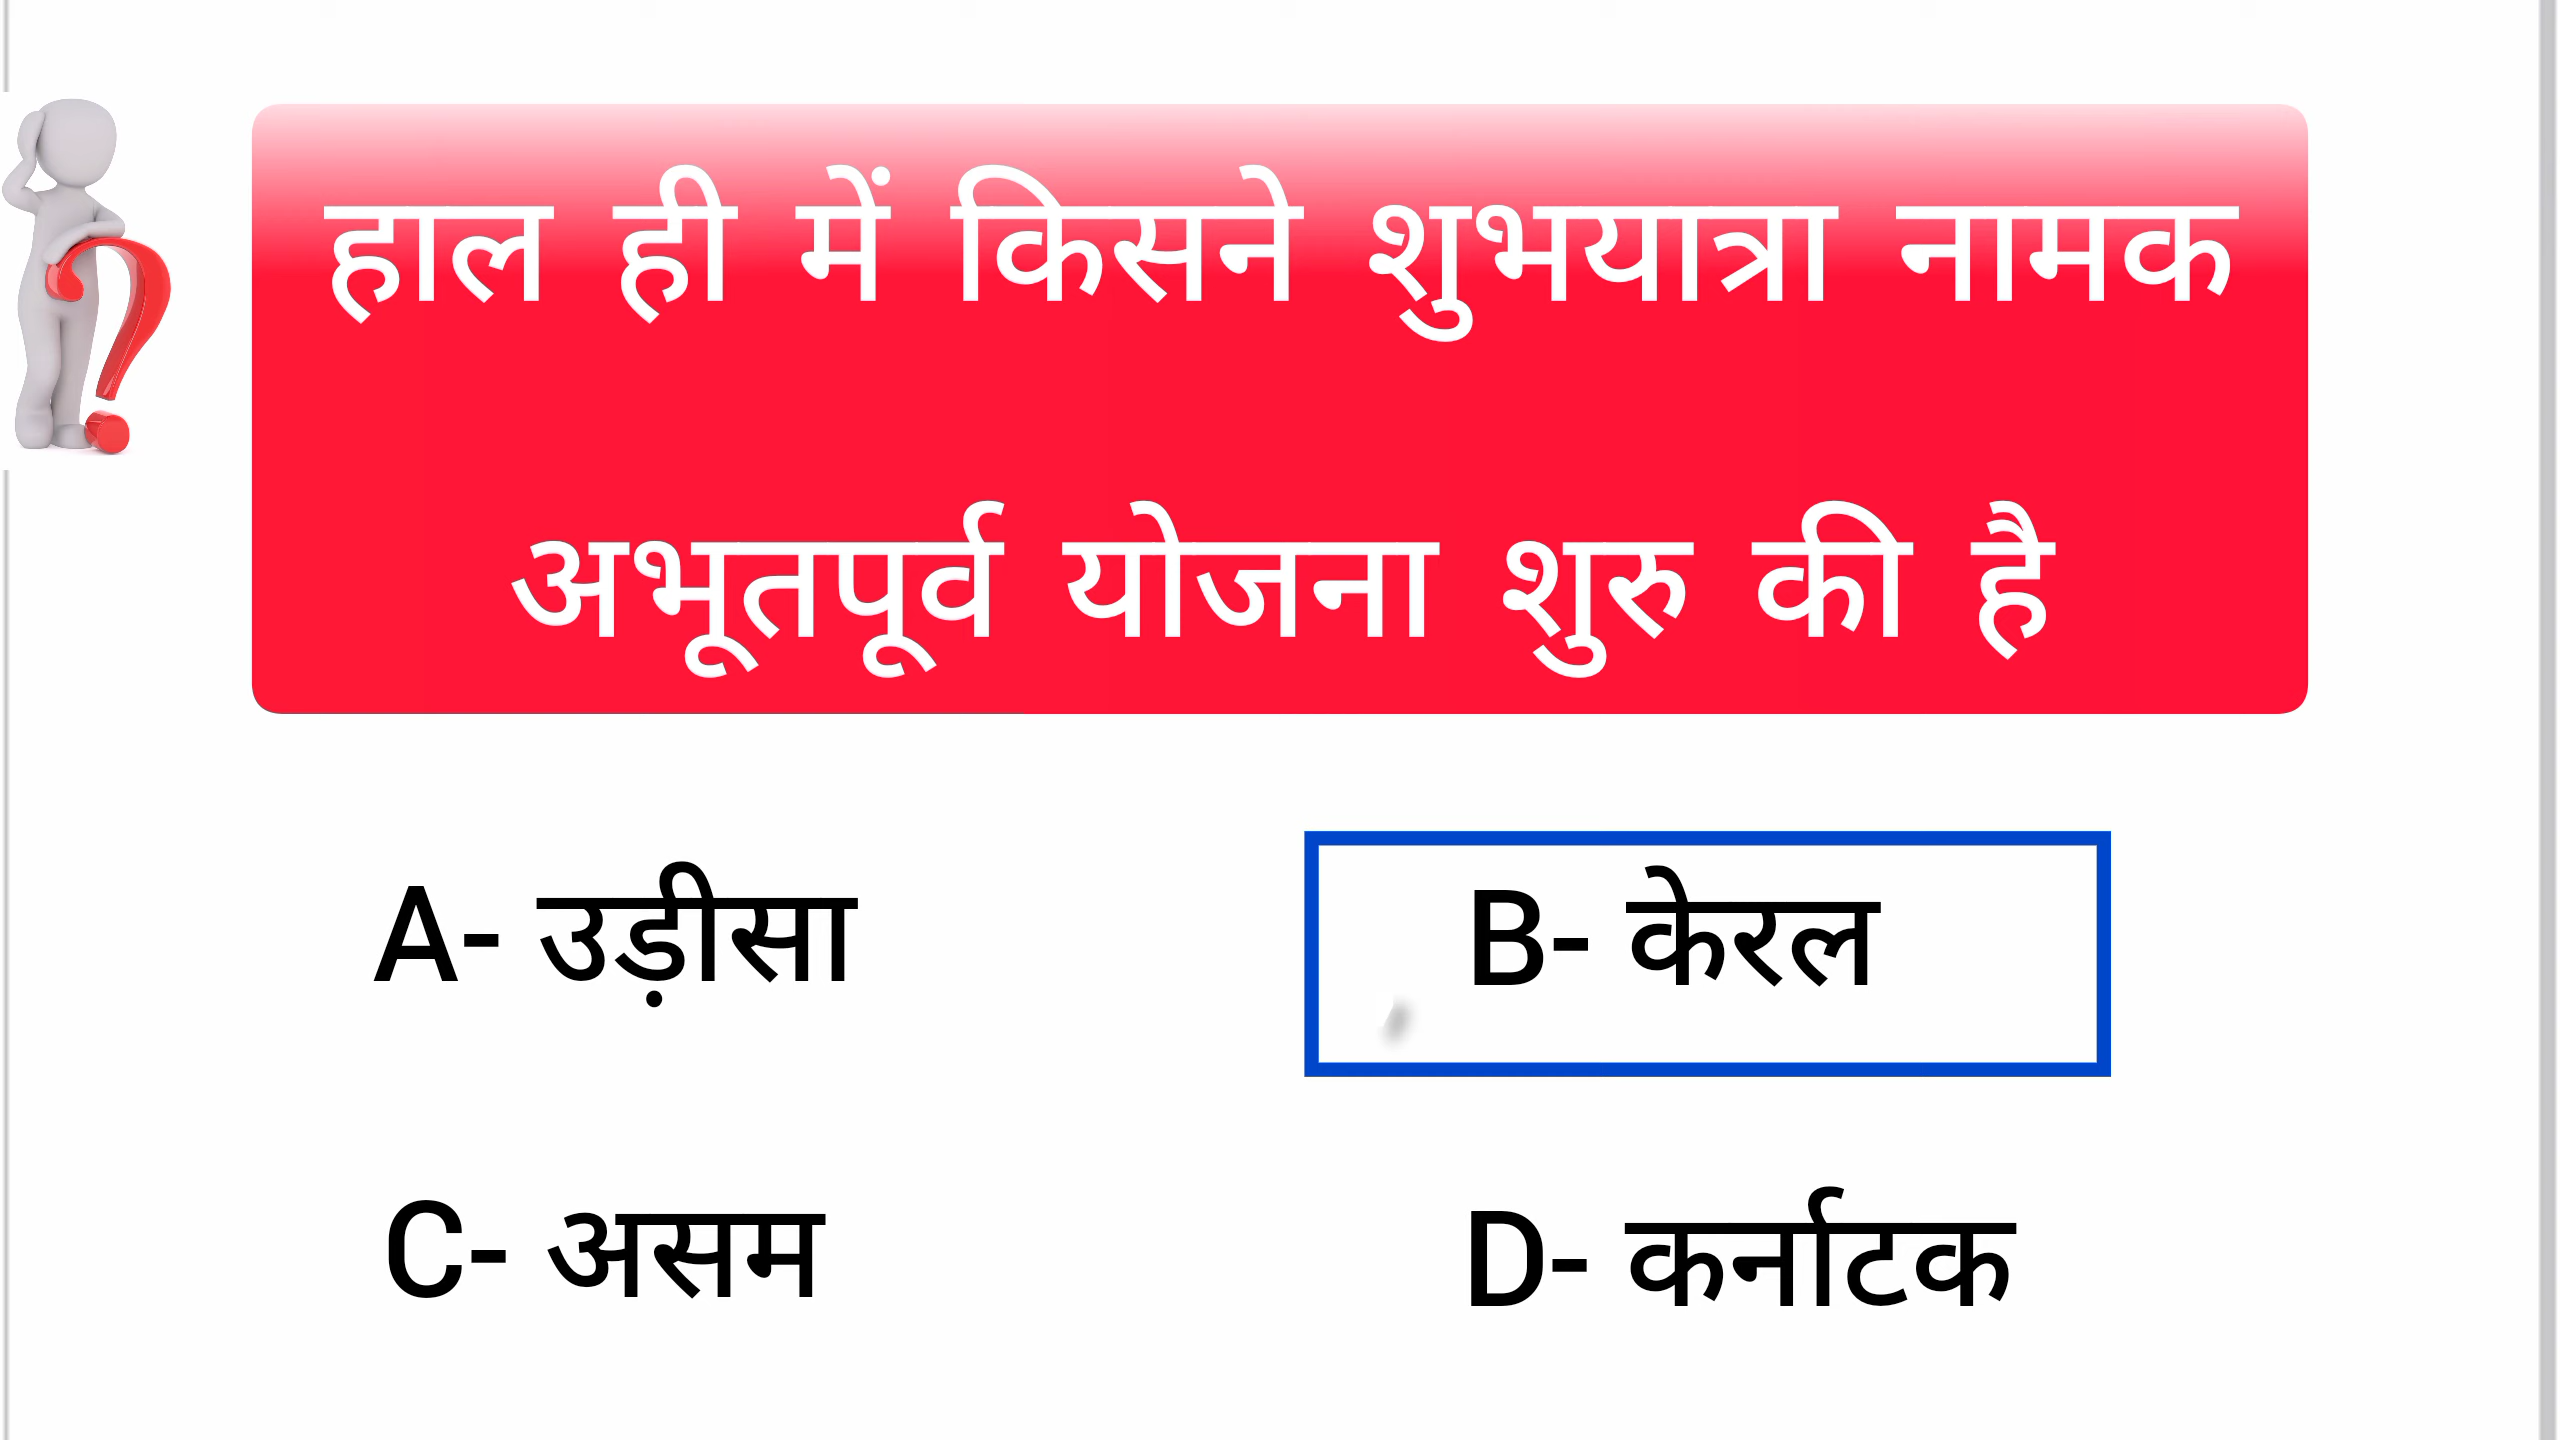 हाल ही में किसने शुभयात्रा नामक
अभूतपूर्व योजना शुरु की है
A- उड़ीसा
B- केरल
C- असम
D- कर्नाटक